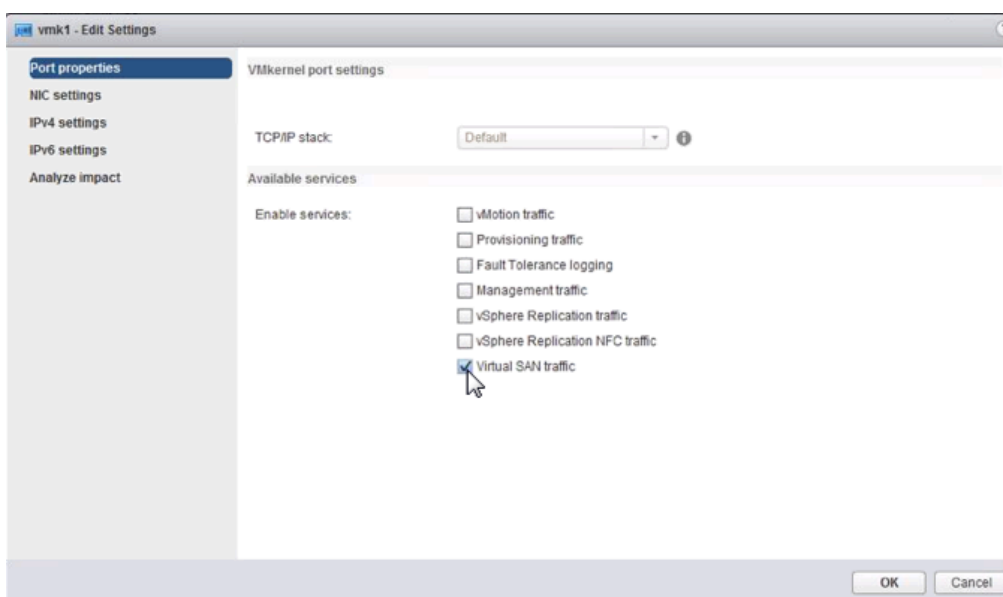 vmk1 - Edit Settings
Port properties
NIC settings
IPv4 settings
IPv6 settings
Analyze impact
VMkernel port settings
TCP/IP stack: Default
Available services
Enable services:
vMotion traffic
Provisioning traffic
Fault Tolerance logging
Management traffic
vSphere Replication traffic
vSphere Replication NFC traffic
Virtual SAN traffic
OK Cancel